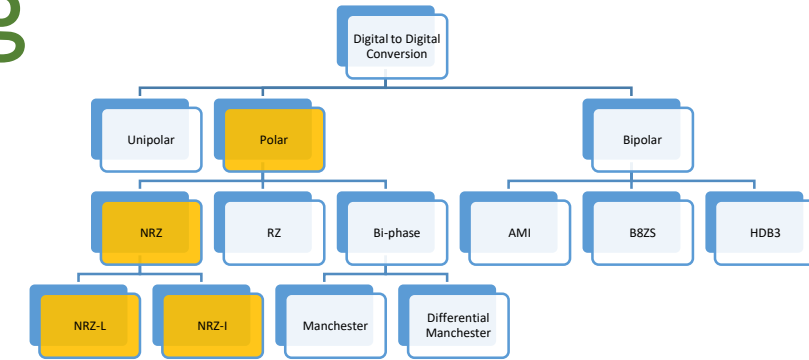 g
Digital to Digital
Conversion
Unipolar
Polar
Bipolar
NRZ
RZ
Bi-phase
AMI
B8ZS
HDB3
NRZ-L
NRZ-I
Manchester
Differential
Manchester